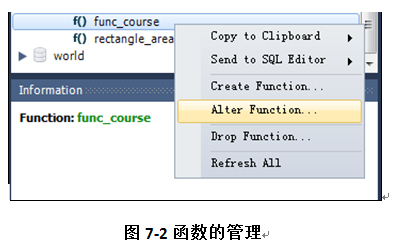 f() func_course
f() rectangle_area
world
Information
Function: func_course
Copy to Clipboard
Send to SQL Editor
Create Function...
Alter Function...
Drop Function...
Refresh All
图 7-2 函数的管理